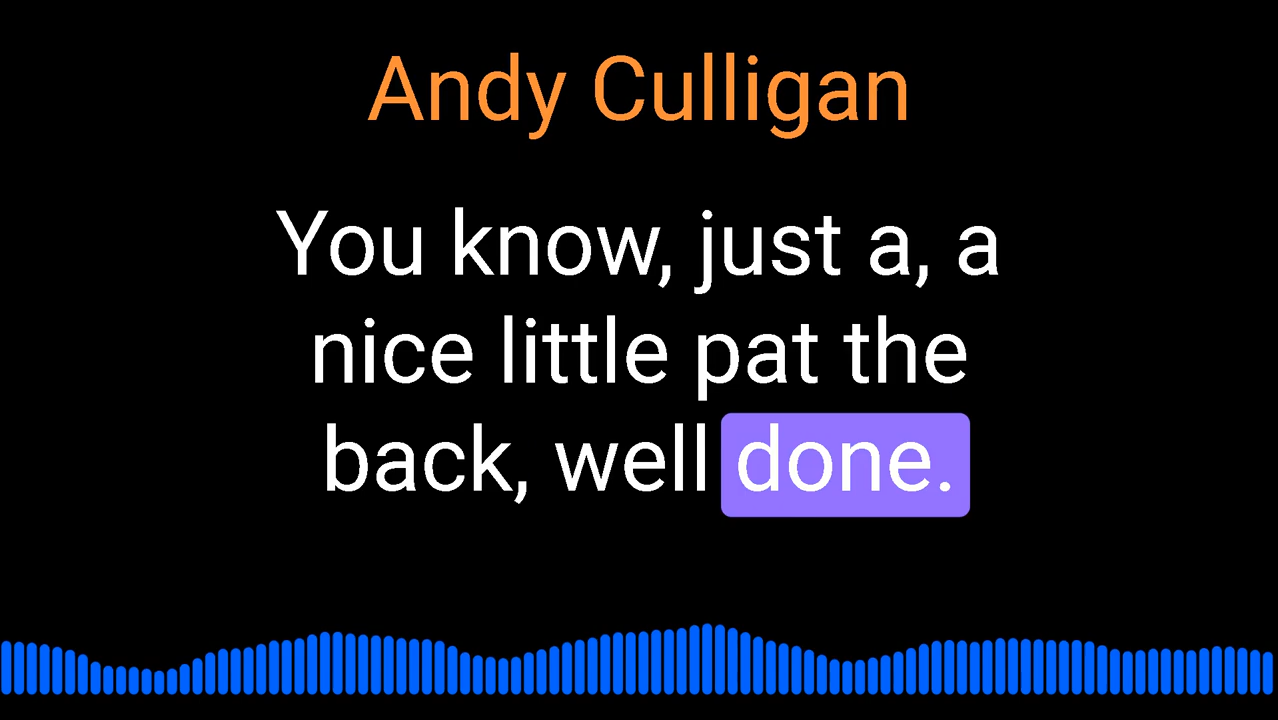 Andy Culligan
You know, just a, a
nice little pat the
back, well done.